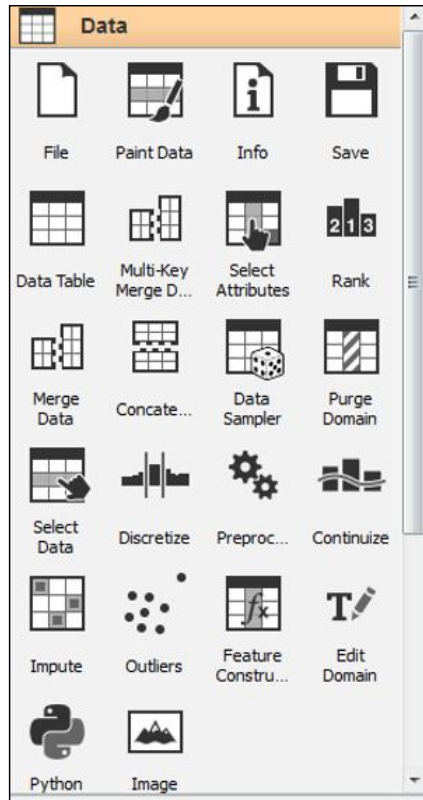 Data
File
Paint Data
Info
Save
Data Table
Multi-Key
Merge D...
Select
Attributes
2 1 3
Rank
Merge
Data
Concate...
Data
Sampler
Purge
Domain
Select
Data
Discretize
Preproc...
Continuize
Impute
Outliers
fx
Feature
Constru...
T
Edit
Domain
Python
Image